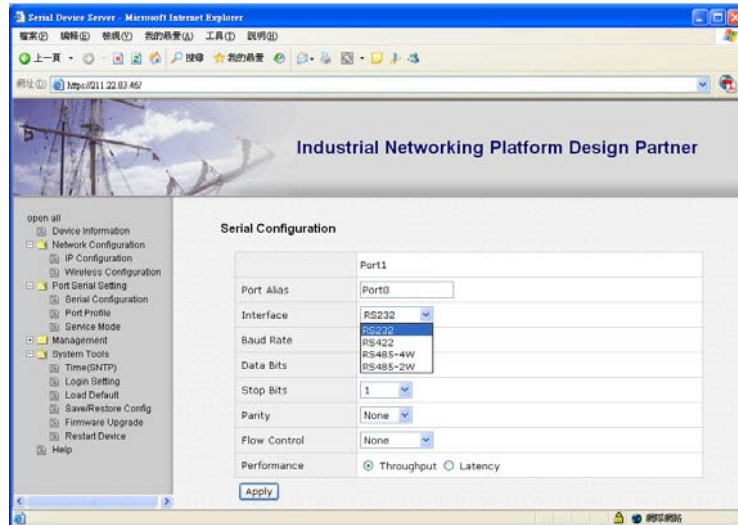 Serial Device Server - Microsoft Internet Explorer
檔案(F) 編輯(E) 檢視(V) 我的最愛(A) 工具(T) 說明(H)
上一頁 搜尋 我的最愛
網址(D) https://211.22.83.46/
Industrial Networking Platform Design Partner
open all
Device Information
Network Configuration
IP Configuration
Wireless Configuration
Port Serial Setting
Serial Configuration
Port Profile
Service Mode
Management
System Tools
Time(SNTP)
Login Setting
Load Default
Save/Restore Config
Firmware Upgrade
Restart Device
Help
Serial Configuration
Port1
Port Alias Port0
Interface RS232
RS232
RS422
RS485-4W
RS485-2W
Baud Rate
Data Bits
Stop Bits 1
Parity None
Flow Control None
Performance Throughput Latency
Apply